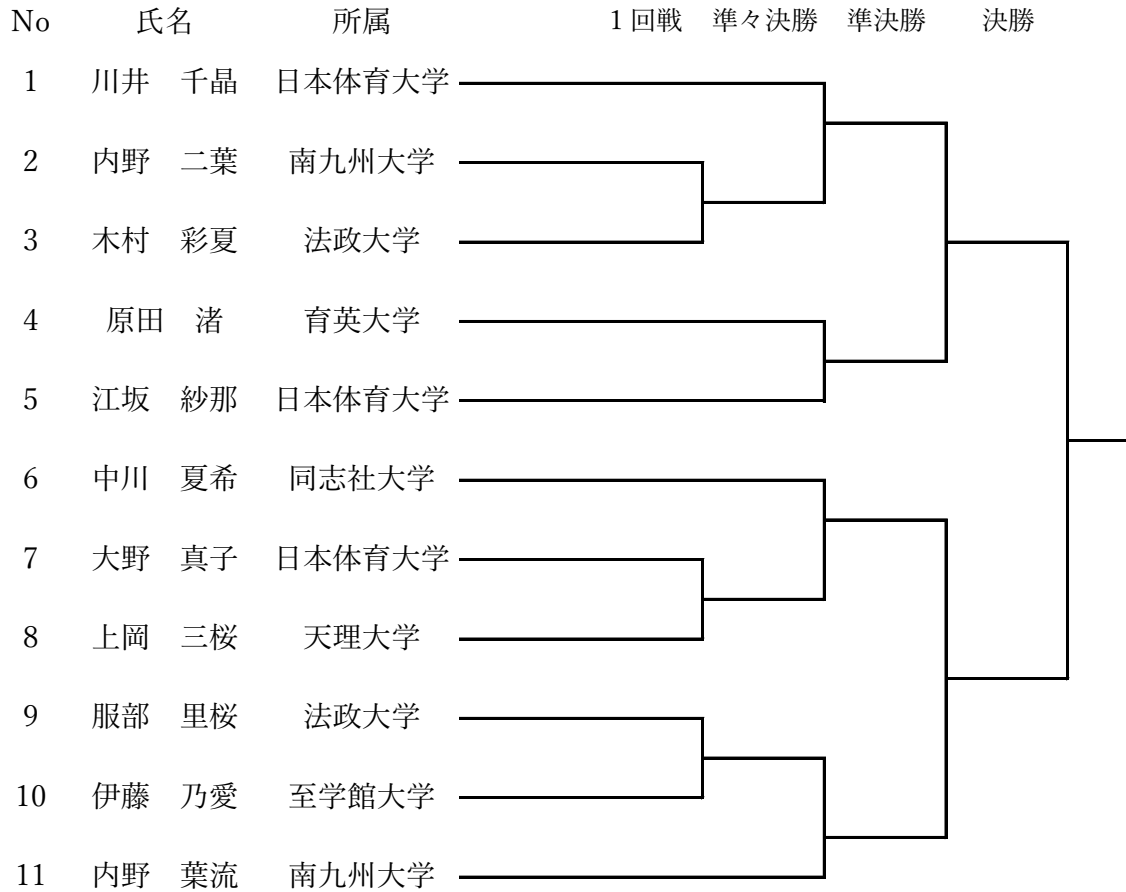 No 氏名 所属 1回戦 準々決勝 準決勝 決勝
1 川井 千晶 日本体育大学
2 内野 二葉 南九州大学
3 木村 彩夏 法政大学
4 原田 渚 育英大学
5 江坂 紗那 日本体育大学
6 中川 夏希 同志社大学
7 大野 真子 日本体育大学
8 上岡 三桜 天理大学
9 服部 里桜 法政大学
10 伊藤 乃愛 至学館大学
11 内野 葉流 南九州大学